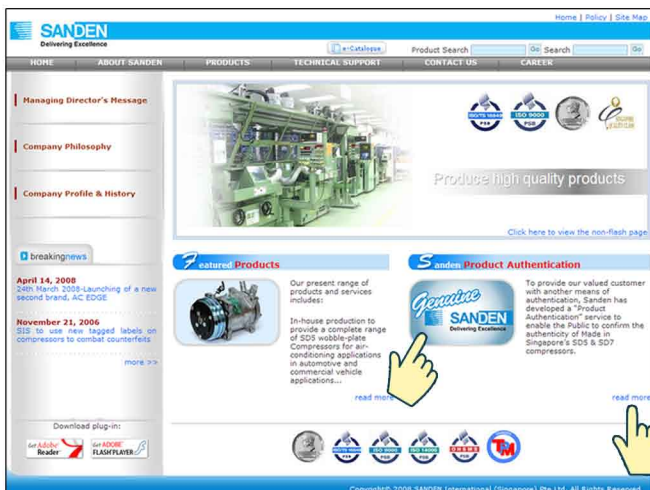 Home | Policy | Site Map
SANDEN
Delivering Excellence
e-Catalogue
Product Search Go Search Go
HOME ABOUT SANDEN PRODUCTS TECHNICAL SUPPORT CONTACT US CAREER
Managing Director's Message
Company Philosophy
Company Profile & History
ISO 9000
PSB
PSB
Produce high quality products
Click here to view the non-flash page
breakingnews
April 14, 2008
24th March 2008-Launching of a new
second brand, AC EDGE
November 21, 2006
SIS to use new tagged labels on
compressors to combat counterfeits
more >>
Download plug-in:
Get Adobe
Reader
Get ADOBE
FLASH PLAYER
Featured Products
Our present range of
products and services
includes:
In-house production to
provide a complete range
of SD5 wobble-plate
Compressors for air-
conditioning applications
in automotive and
commercial vehicle
applications...
read more
Sanden Product Authentication
Genuine
SANDEN
Delivering Excellence
To provide our valued customer
with another means of
authentication, Sanden has
developed a "Product
Authentication" service to
enable the Public to confirm the
authenticity of Made in
Singapore's SD5 & SD7
compressors.
read more
TPM
Copyright© 2008 SANDEN International (Singapore) Pte Ltd. All Rights Reserved